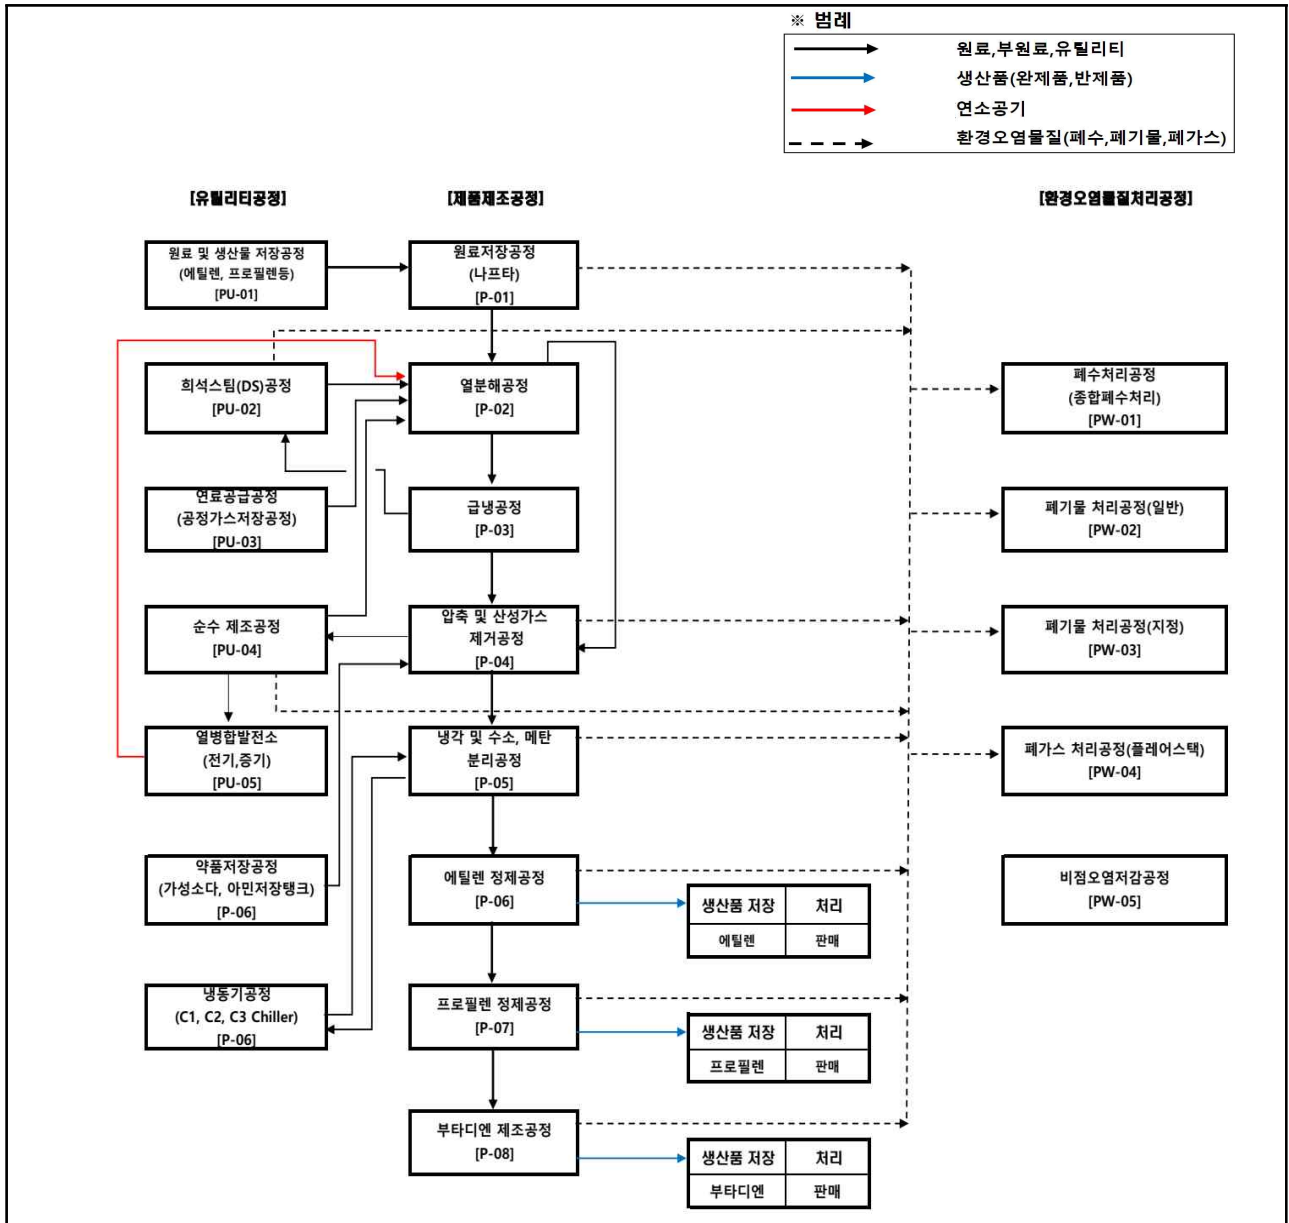 ※ 범례
원료,부원료,유틸리티
생산품(완제품,반제품)
연소공기
환경오염물질(폐수,폐기물,폐가스)
[유틸리티공정]
[제품제조공정]
[환경오염물질처리공정]
원료 및 생산물 저장공정
(에틸렌, 프로필렌등)
[PU-01]
원료저장공정
(나프타)
[P-01]
희석스팀(DS)공정
[PU-02]
열분해공정
[P-02]
폐수처리공정
(종합폐수처리)
[PW-01]
연료공급공정
(공정가스저장공정)
[PU-03]
급냉공정
[P-03]
폐기물 처리공정(일반)
[PW-02]
순수 제조공정
[PU-04]
압축 및 산성가스
제거공정
[P-04]
폐기물 처리공정(지정)
[PW-03]
열병합발전소
(전기,증기)
[PU-05]
냉각 및 수소, 메탄
분리공정
[P-05]
폐가스 처리공정(플레어스택)
[PW-04]
약품저장공정
(가성소다, 아민저장탱크)
[P-06]
에틸렌 정제공정
[P-06]
생산품 저장 처리
에틸렌 판매
비점오염저감공정
[PW-05]
냉동기공정
(C1, C2, C3 Chiller)
[P-06]
프로필렌 정제공정
[P-07]
생산품 저장 처리
프로필렌 판매
부타디엔 제조공정
[P-08]
생산품 저장 처리
부타디엔 판매